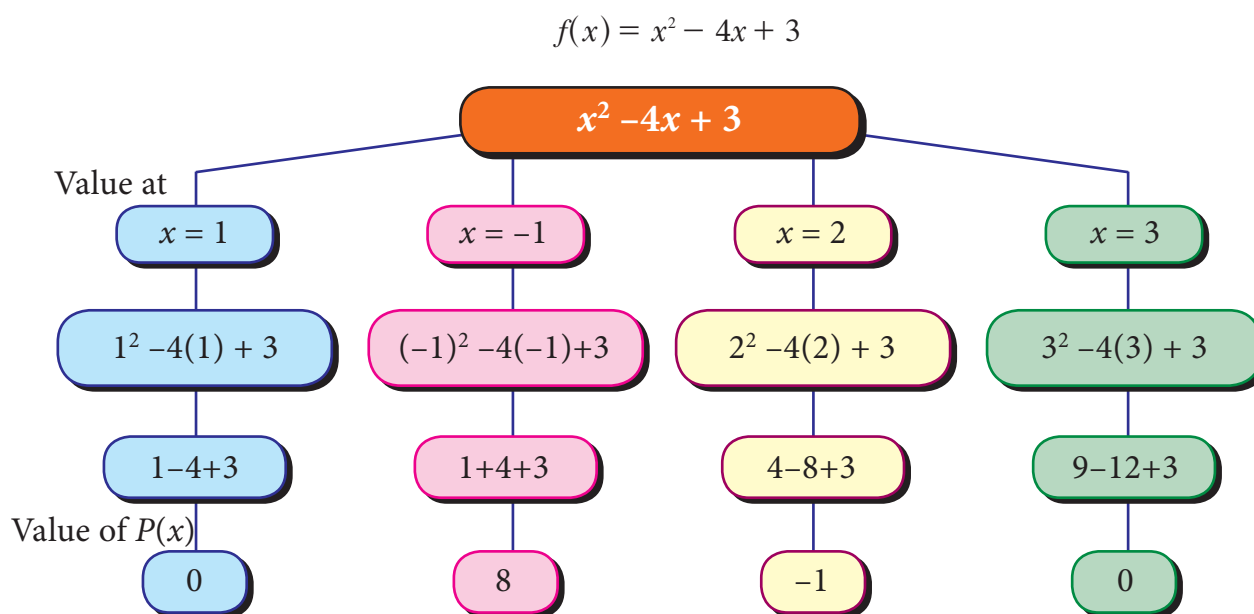 f(x) = x² − 4x + 3
x² –4x + 3
Value at
x = 1
x = –1
x = 2
x = 3
1² –4(1) + 3
(–1)² –4(–1)+3
2² –4(2) + 3
3² –4(3) + 3
1–4+3
1+4+3
4–8+3
9–12+3
Value of P(x)
0
8
–1
0